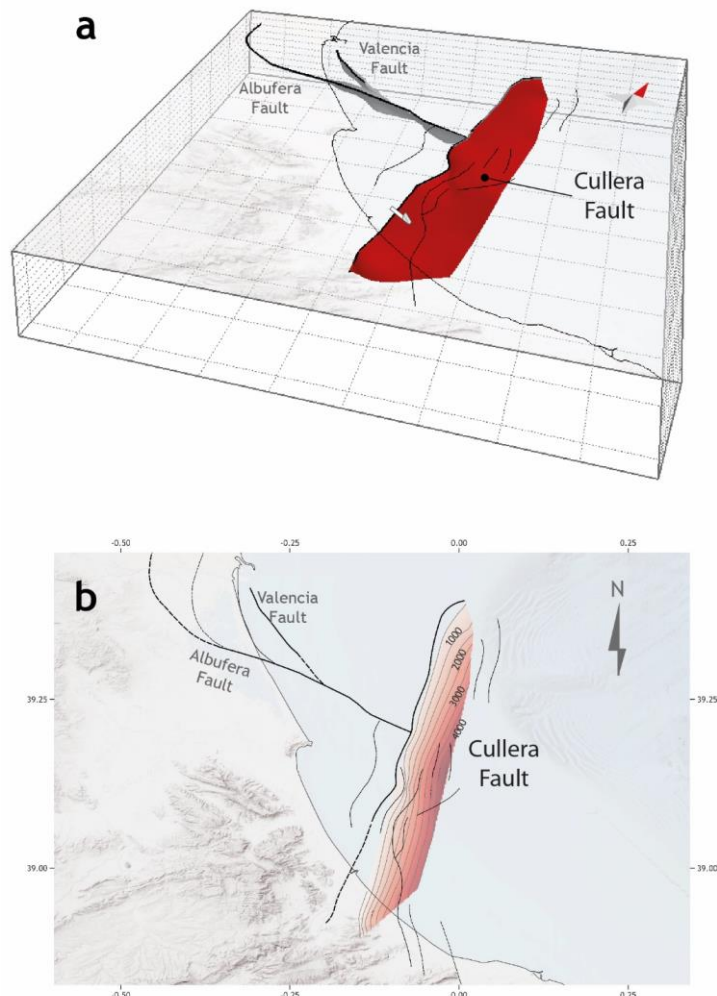 a
Valencia
Fault
Albufera
Fault
Cullera
Fault
-0.50
-0.25
0.00
0.25
b
N
Valencia
Fault
Albufera
Fault
1000
2000
3000
4000
39.25
39.25
Cullera
Fault
39.00
39.00
-0.50
-0.25
0.00
0.25